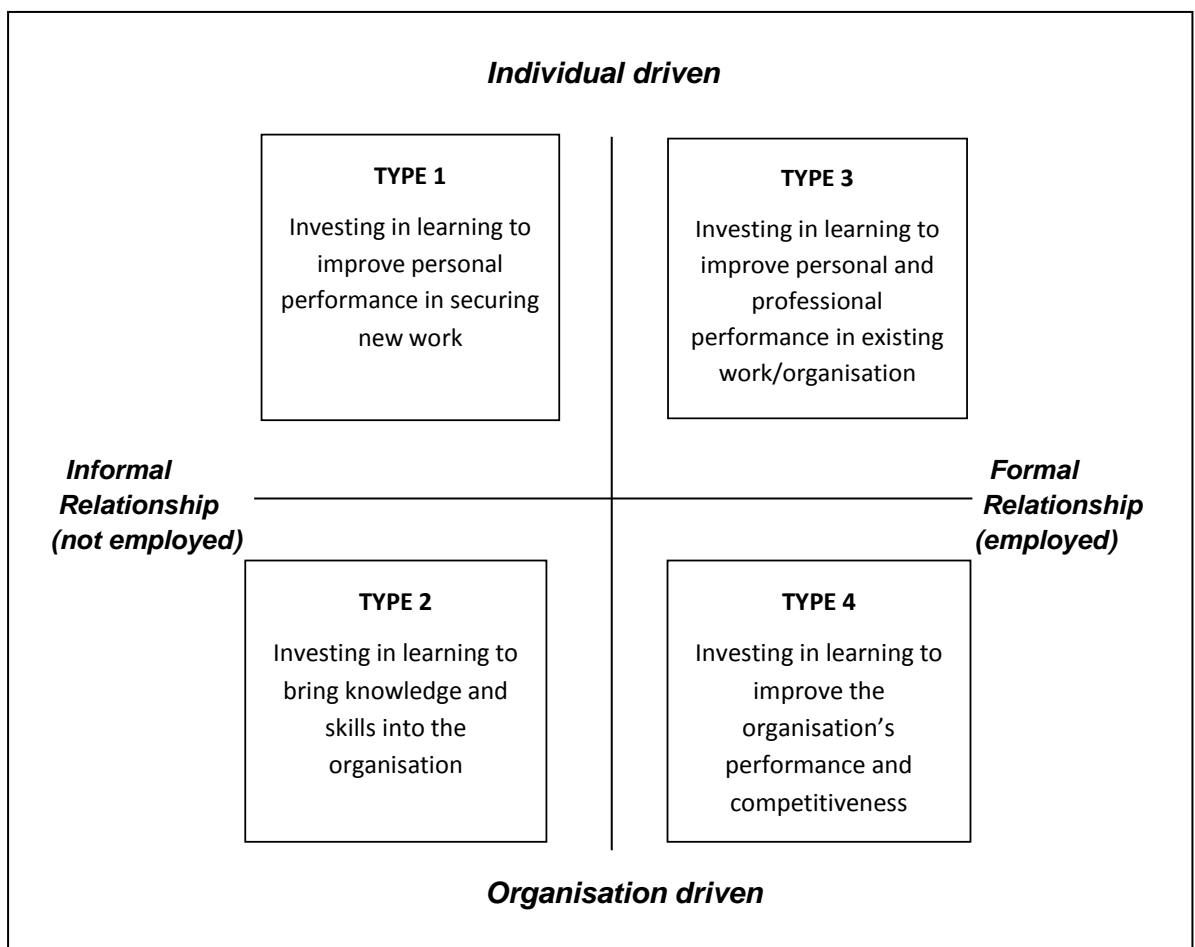 Individual driven
TYPE 1
Investing in learning to
improve personal
performance in securing
new work
TYPE 3
Investing in learning to
improve personal and
professional
performance in existing
work/organisation
Informal
Relationship
(not employed)
Formal
Relationship
(employed)
TYPE 2
Investing in learning to
bring knowledge and
skills into the
organisation
TYPE 4
Investing in learning to
improve the
organisation’s
performance and
competitiveness
Organisation driven